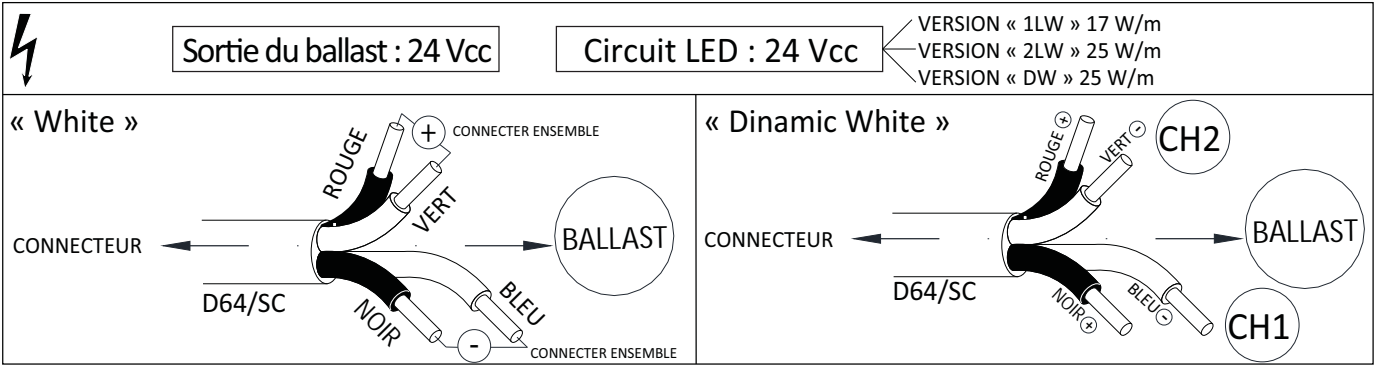 Sortie du ballast : 24 Vcc
Circuit LED : 24 Vcc
VERSION « 1LW » 17 W/m
VERSION « 2LW » 25 W/m
VERSION « DW » 25 W/m
« White »
ROUGE
+
CONNECTER ENSEMBLE
VERT
CONNECTEUR
BALLAST
D64/SC
NOIR
BLEU
-
CONNECTER ENSEMBLE
« Dinamic White »
ROUGE +
VERT -
CH2
CONNECTEUR
BALLAST
D64/SC
NOIR +
BLEU -
CH1